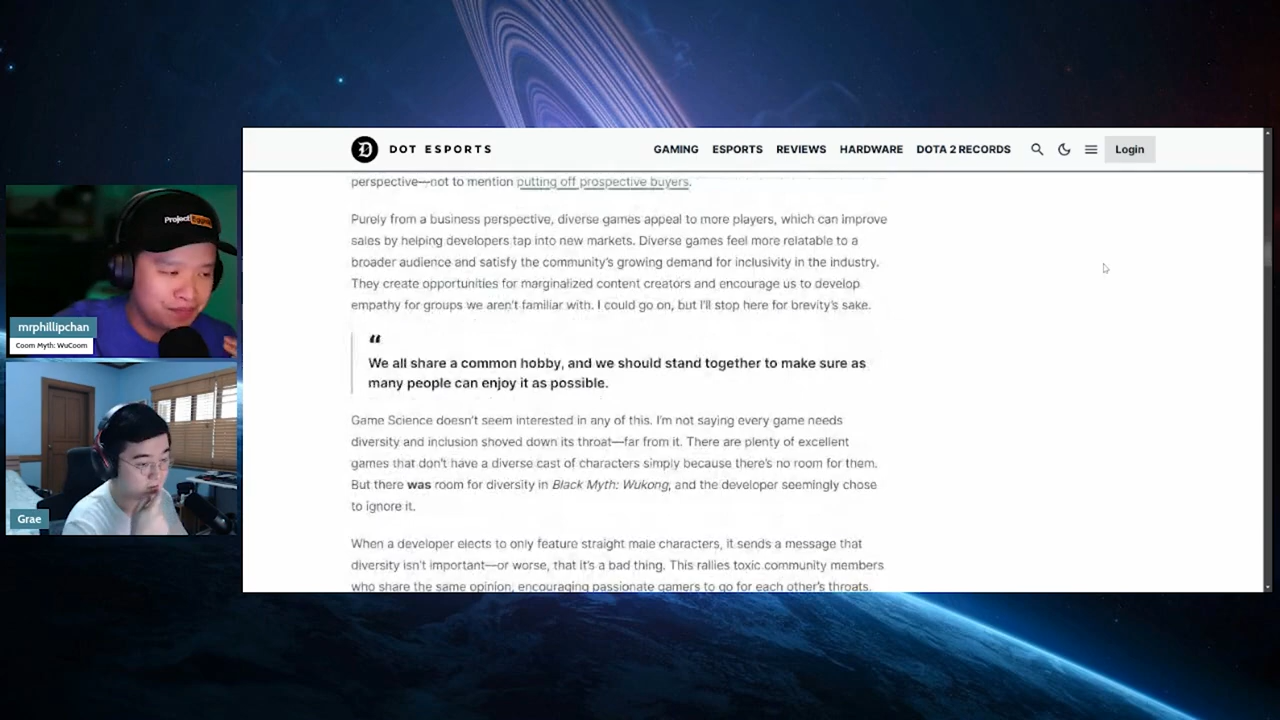 DOT ESPORTS
GAMING ESPORTS REVIEWS HARDWARE DOTA 2 RECORDS Login
perspective—not to mention putting off prospective buyers.
Purely from a business perspective, diverse games appeal to more players, which can improve
sales by helping developers tap into new markets. Diverse games feel more relatable to a
broader audience and satisfy the community's growing demand for inclusivity in the industry.
They create opportunities for marginalized content creators and encourage us to develop
empathy for groups we aren't familiar with. I could go on, but I'll stop here for brevity's sake.
“
We all share a common hobby, and we should stand together to make sure as
many people can enjoy it as possible.
Game Science doesn't seem interested in any of this. I'm not saying every game needs
diversity and inclusion shoved down its throat—far from it. There are plenty of excellent
games that don't have a diverse cast of characters simply because there's no room for them.
But there was room for diversity in Black Myth: Wukong, and the developer seemingly chose
to ignore it.
When a developer elects to only feature straight male characters, it sends a message that
diversity isn't important—or worse, that it's a bad thing. This rallies toxic community members
who share the same opinion, encouraging passionate gamers to go for each other's throats.
Project
mrphillipchan
Coom Myth: WuCoom
Grae